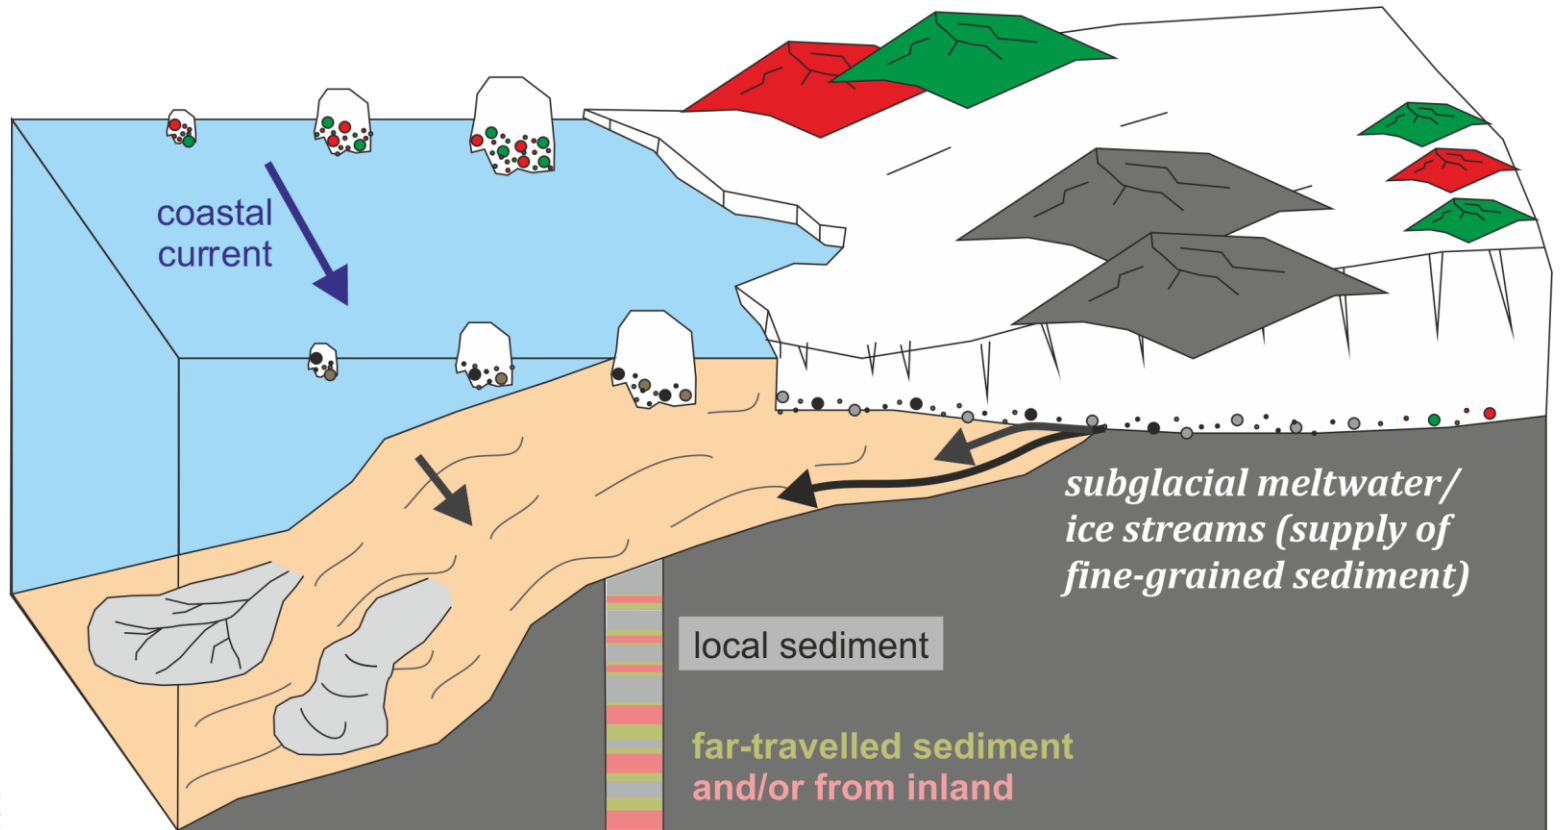 coastal
current
subglacial meltwater/
ice streams (supply of
fine-grained sediment)
local sediment
far-travelled sediment
and/or from inland